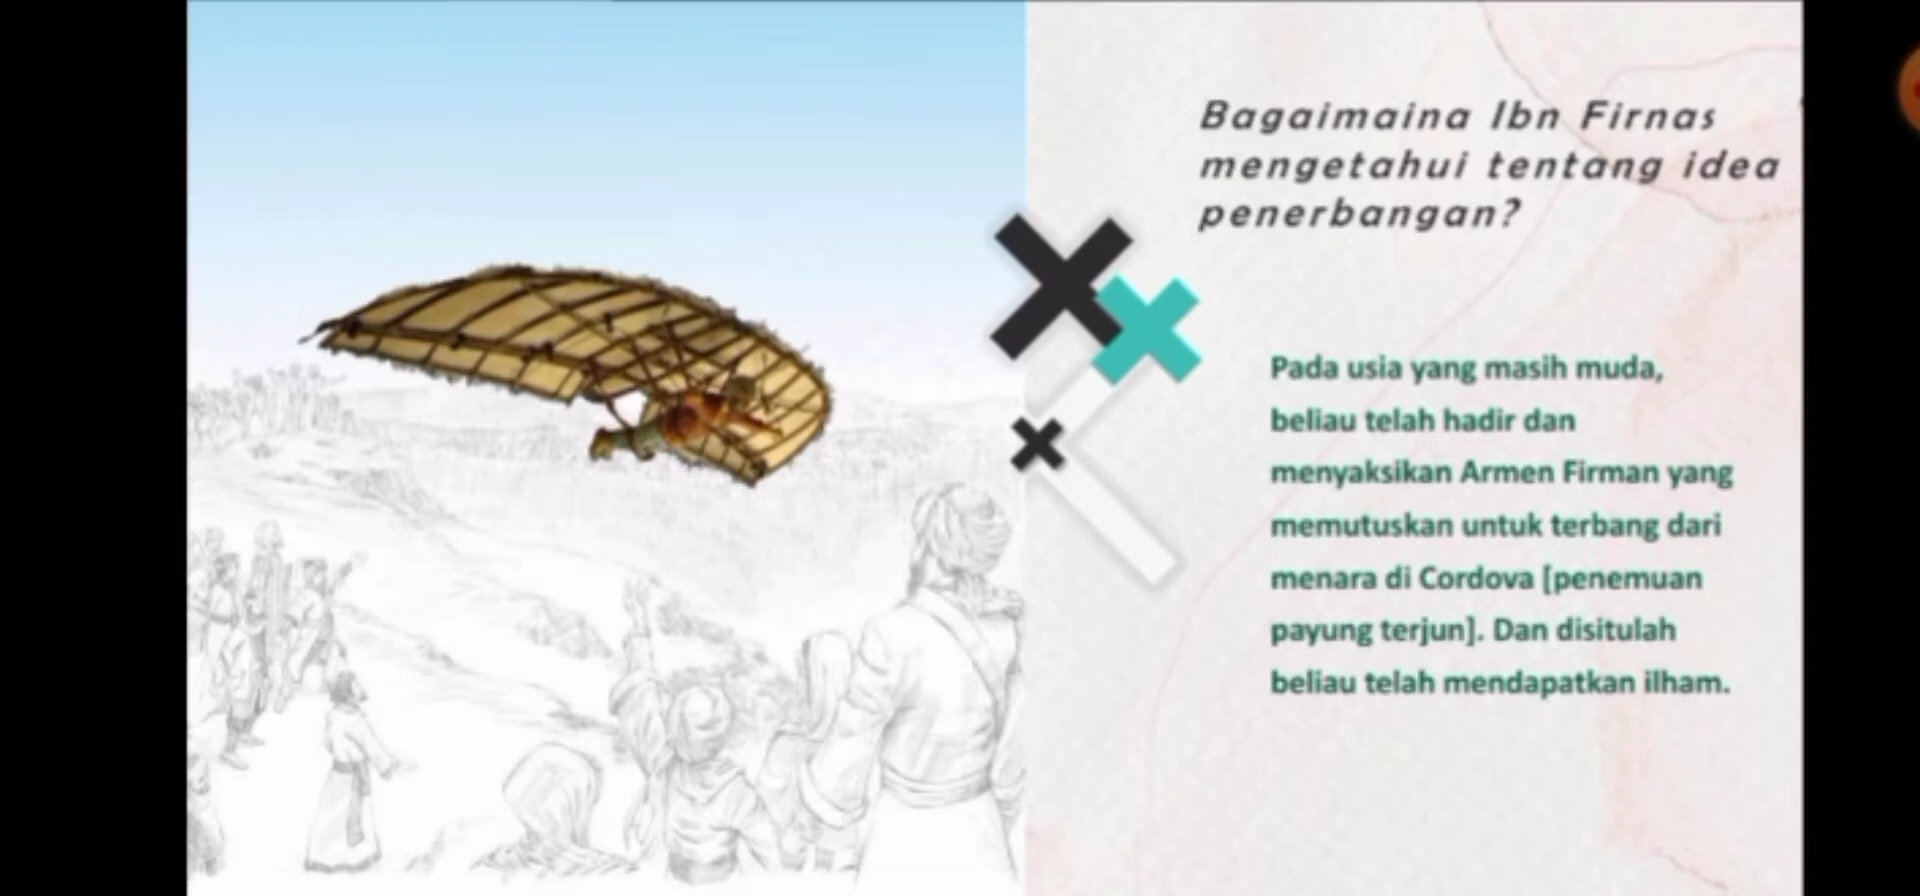 Bagaimaina Ibn Firnas
mengetahui tentang idea
penerbangan?
Pada usia yang masih muda,
beliau telah hadir dan
menyaksikan Armen Firman yang
memutuskan untuk terbang dari
menara di Cordova [penemuan
payung terjun]. Dan disitulah
beliau telah mendapatkan ilham.